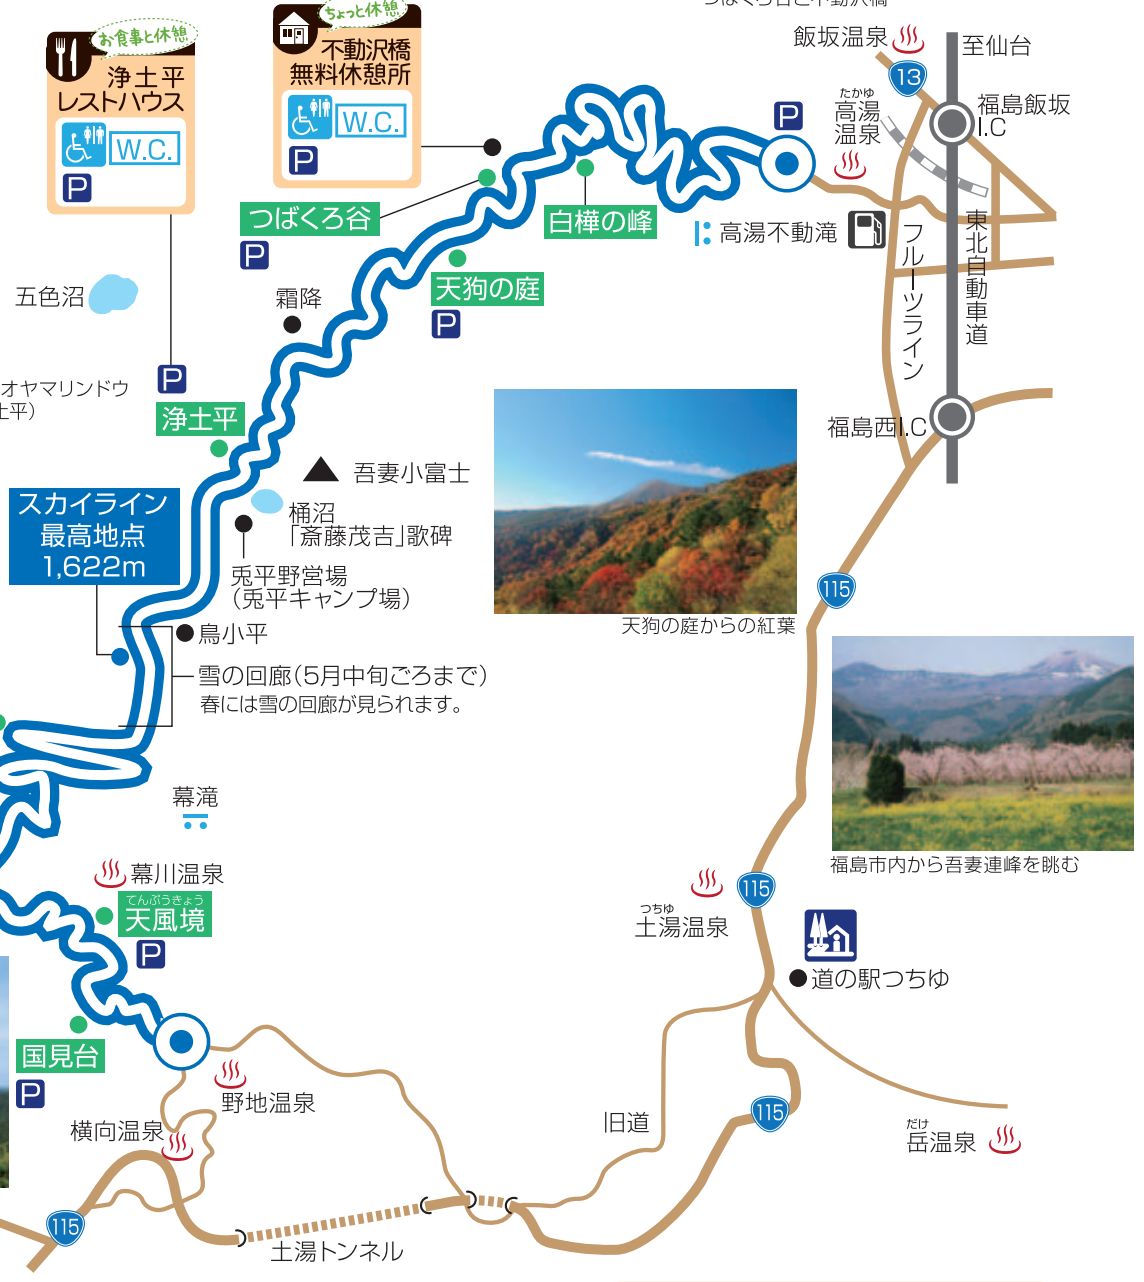 お食事と休憩
浄土平
レストハウス
W.C.
P
ちょっと休憩
不動沢橋
無料休憩所
W.C.
P
飯坂温泉
至仙台
13
福島飯坂
I.C
たかゆ
高湯
温泉
P
つばくろ谷
P
白樺の峰
高湯不動滝
フルーツライン
東北自動車道
天狗の庭
P
五色沼
霜降
オヤマリンドウ
土平)
P
浄土平
吾妻小富士
福島西I.C
スカイライン
最高地点
1,622m
桶沼
「斎藤茂吉」歌碑
兎平野営場
(兎平キャンプ場)
鳥小平
雪の回廊(5月中旬ごろまで)
春には雪の回廊が見られます。
天狗の庭からの紅葉
115
福島市内から吾妻連峰を眺む
幕滝
幕川温泉
てんぷうきょう
天風境
P
115
つちゆ
土湯温泉
道の駅つちゆ
国見台
P
野地温泉
横向温泉
旧道
115
だけ
岳温泉
115
土湯トンネル